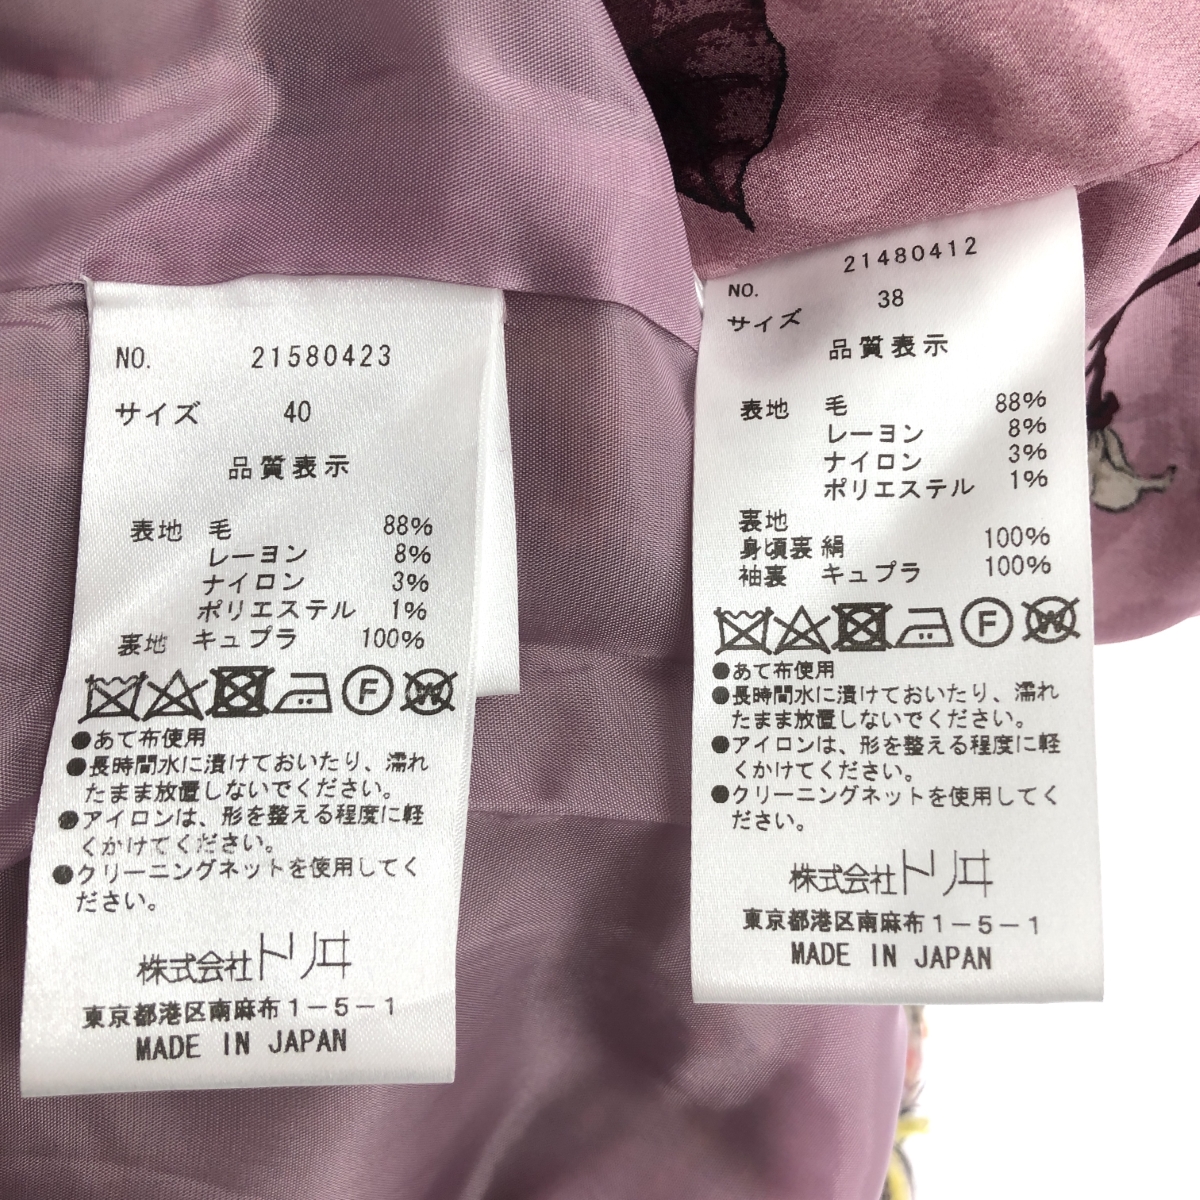 NO. 21580423
サイズ 40
品質表示
表地 毛 88%
レーヨン 8%
ナイロン 3%
ポリエステル 1%
裏地 キュプラ 100%
F W
●あて布使用
●長時間水に漬けておいたり、濡れ
たまま放置しないでください。
●アイロンは、形を整える程度に軽
くかけてください。
●クリーニングネットを使用してく
ださい。
株式会社トリヰ
東京都港区南麻布1-5-1
MADE IN JAPAN
NO. 21480412
サイズ 38
品質表示
表地 毛 88%
レーヨン 8%
ナイロン 3%
ポリエステル 1%
裏地
身頃裏 絹 100%
袖裏 キュプラ 100%
F W
●あて布使用
●長時間水に漬けておいたり、濡れ
たまま放置しないでください。
●アイロンは、形を整える程度に軽
くかけてください。
●クリーニングネットを使用してく
ださい。
株式会社トリヰ
東京都港区南麻布1-5-1
MADE IN JAPAN